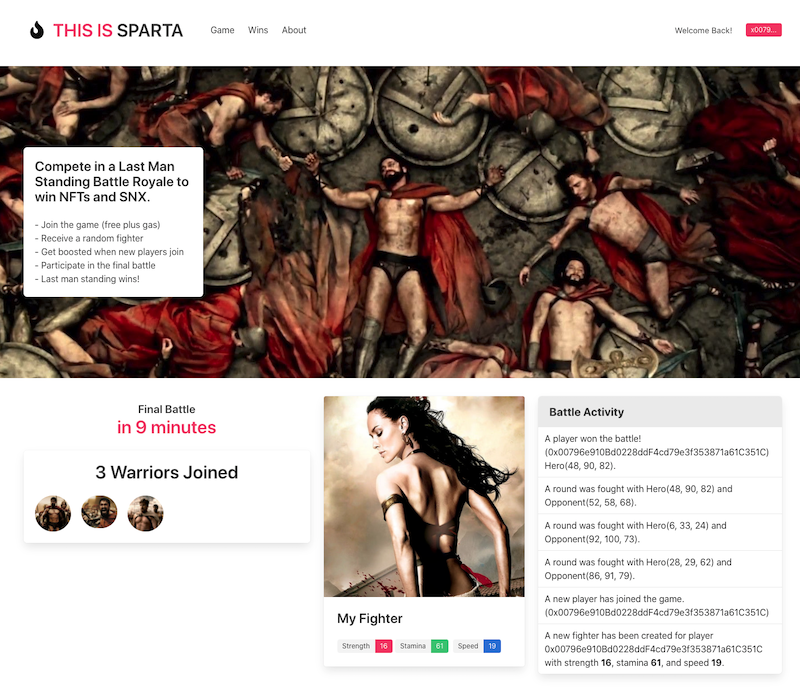 THIS IS SPARTA
Game Wins About
Welcome Back! x0079...
Compete in a Last Man
Standing Battle Royale to
win NFTs and SNX.
- Join the game (free plus gas)
- Receive a random fighter
- Get boosted when new players join
- Participate in the final battle
- Last man standing wins!
Final Battle
in 9 minutes
3 Warriors Joined
My Fighter
Strength 16 Stamina 61 Speed 19
Battle Activity
A player won the battle!
(0x00796e910Bd0228ddF4cd79e3f353871a61C351C)
Hero(48, 90, 82).
A round was fought with Hero(48, 90, 82) and
Opponent(52, 58, 68).
A round was fought with Hero(6, 33, 24) and
Opponent(92, 100, 73).
A round was fought with Hero(28, 29, 62) and
Opponent(86, 91, 79).
A new player has joined the game.
(0x00796e910Bd0228ddF4cd79e3f353871a61C351C)
A new fighter has been created for player
0x00796e910Bd0228ddF4cd79e3f353871a61C351C
with strength 16, stamina 61, and speed 19.